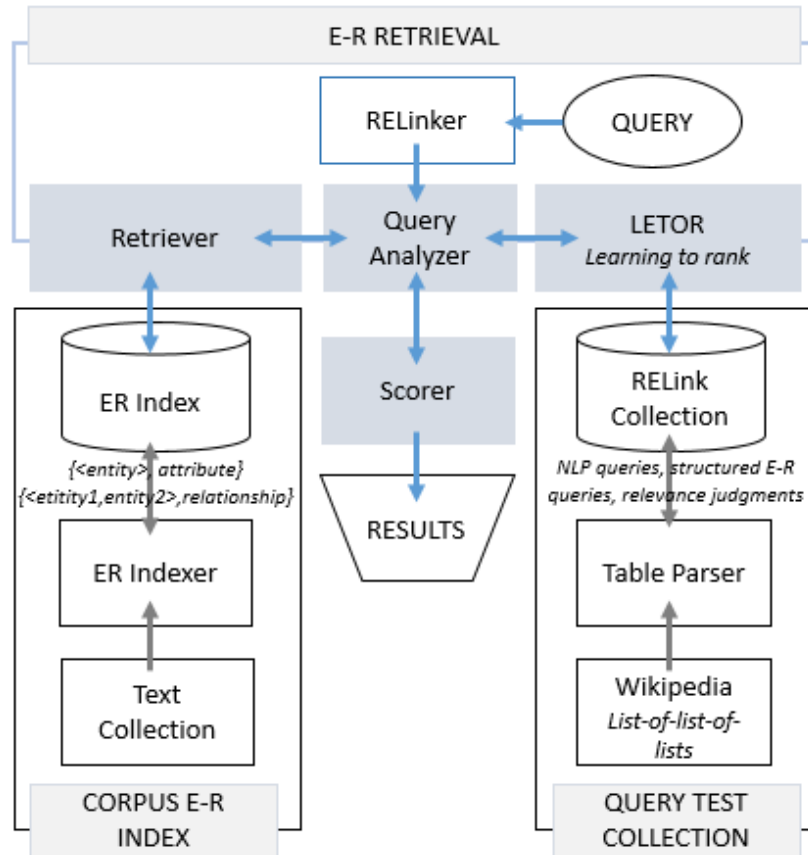 E-R RETRIEVAL
RELinker
QUERY
Retriever
Query
Analyzer
LETOR
Learning to rank
ER Index
Scorer
RELink
Collection
{<entity>, attribute}
{<etitity1,entity2>,relationship}
NLP queries, structured E-R
queries, relevance judgments
RESULTS
ER Indexer
Table Parser
Text
Collection
Wikipedia
List-of-list-of-
lists
CORPUS E-R
INDEX
QUERY TEST
COLLECTION